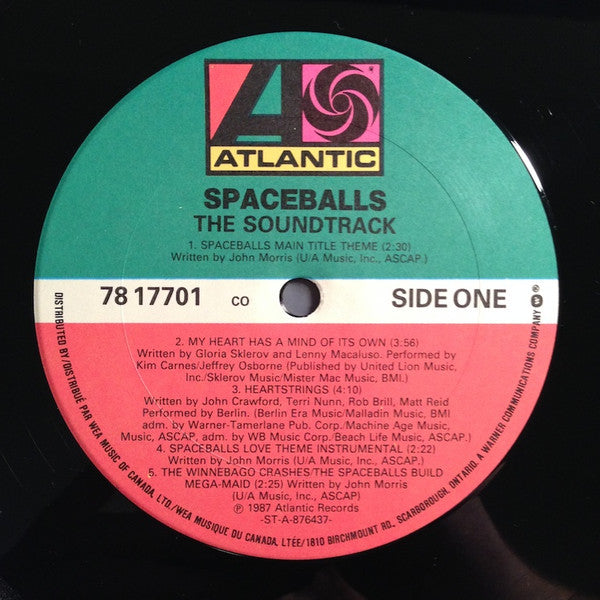 ATLANTIC
®
SPACEBALLS
THE SOUNDTRACK
1. SPACEBALLS MAIN TITLE THEME (2:30)
Written by John Morris (U/A Music, Inc., ASCAP.)
78 17701 CO SIDE ONE
2. MY HEART HAS A MIND OF ITS OWN (3:56)
Written by Gloria Sklerov and Lenny Macaluso. Performed by
Kim Carnes/Jeffrey Osborne (Published by United Lion Music,
Inc./Sklerov Music/Mister Mac Music, BMI.)
3. HEARTSTRINGS (4:10)
Written by John Crawford, Terri Nunn, Rob Brill, Matt Reid
Performed by Berlin. (Berlin Era Music/Malladin Music, BMI
adm. by Warner-Tamerlane Pub. Corp./Machine Age Music,
Music, ASCAP, adm. by WB Music Corp./Beach Life Music, ASCAP.)
4. SPACEBALLS LOVE THEME INSTRUMENTAL (2:22)
Written by John Morris (U/A Music, Inc., ASCAP.)
5. THE WINNEBAGO CRASHES/THE SPACEBALLS BUILD
MEGA-MAID (2:25) Written by John Morris
(U/A Music, Inc., ASCAP)
℗ 1987 Atlantic Records
-ST-A-876437-
DISTRIBUTED BY/DISTRIBUÉ PAR WEA MUSIC OF CANADA, LTD./WEA MUSIQUE DU CANADA, LTÉE/1810 BIRCHMOUNT RD., SCARBOROUGH, ONTARIO. A WARNER COMMUNICATIONS COMPANY ®